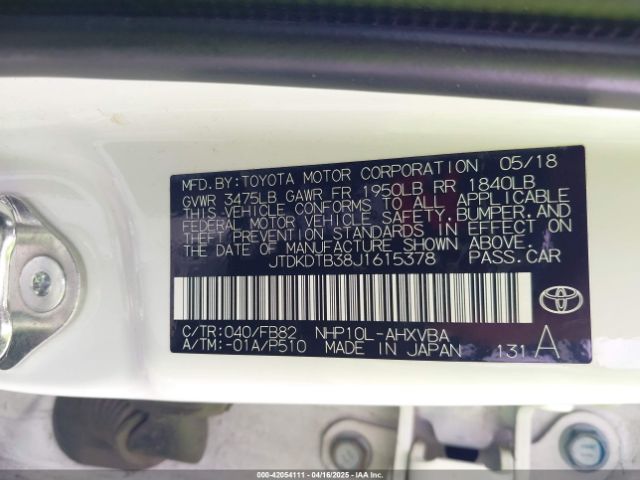 MFD.BY:TOYOTA MOTOR CORPORATION 05/18
GVWR 3475LB GAWR FR 1950LB RR 1840LB
THIS VEHICLE CONFORMS TO ALL APPLICABLE
FEDERAL MOTOR VEHICLE SAFETY,BUMPER,AND
THEFT PREVENTION STANDARDS IN EFFECT ON
THE DATE OF MANUFACTURE SHOWN ABOVE.
JTDKDTB38J1615378 PASS.CAR
C/TR:040/FB82 NHP10L-AHXVBA
A/TM:-01A/P510 MADE IN JAPAN 131 A
000-42054111 - 04/16/2025 - IAAI.COM